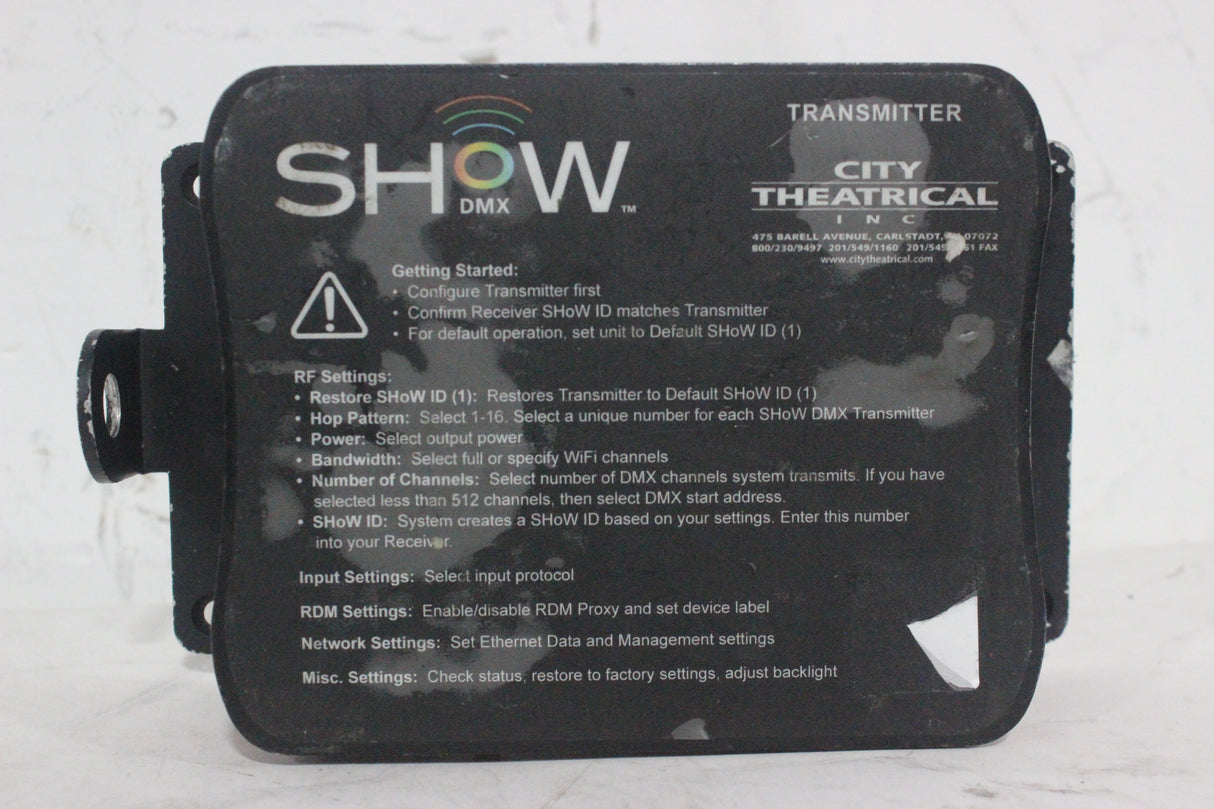 TRANSMITTER
SHoW
DMX
TM
CITY
THEATRICAL
INC
475 BARELL AVENUE, CARLSTADT, 07072
800/230/9497 201/549/1160 201/549 61 FAX
www.citytheatrical.com
Getting Started:
• Configure Transmitter first
• Confirm Receiver SHoW ID matches Transmitter
• For default operation, set unit to Default SHoW ID (1)
RF Settings:
• Restore SHoW ID (1): Restores Transmitter to Default SHoW ID (1)
• Hop Pattern: Select 1-16. Select a unique number for each SHoW DMX Transmitter
• Power: Select output power
• Bandwidth: Select full or specify WiFi channels
• Number of Channels: Select number of DMX channels system transmits. If you have
selected less than 512 channels, then select DMX start address.
• SHoW ID: System creates a SHoW ID based on your settings. Enter this number
into your Receiver.
Input Settings: Select input protocol
RDM Settings: Enable/disable RDM Proxy and set device label
Network Settings: Set Ethernet Data and Management settings
Misc. Settings: Check status, restore to factory settings, adjust backlight